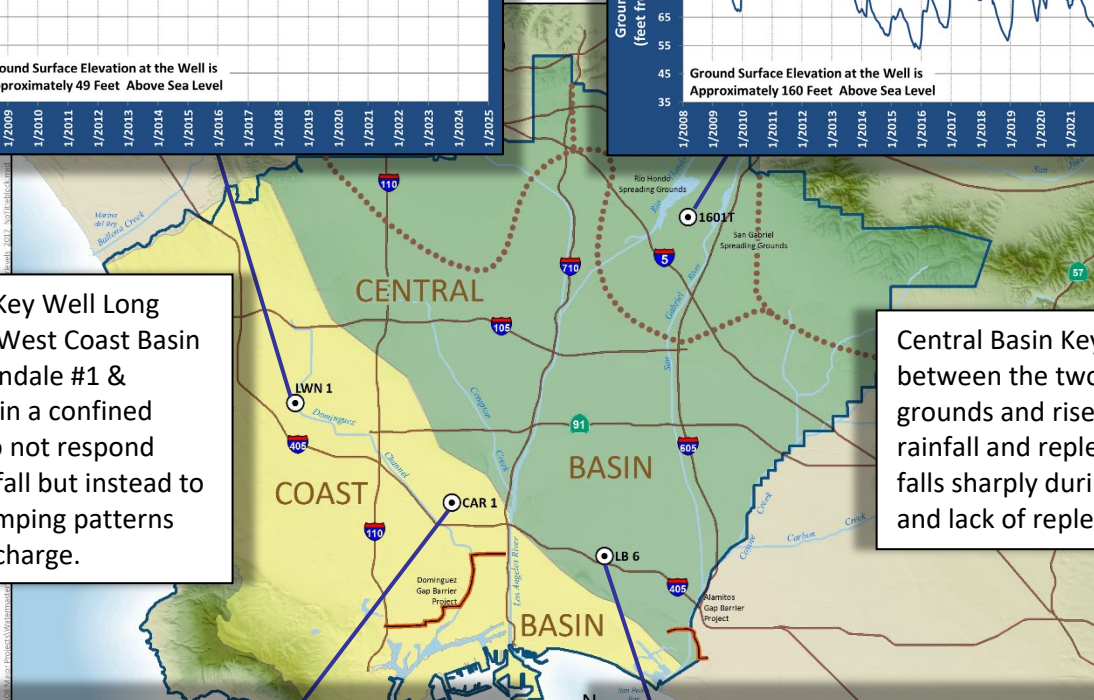 ound Surface Elevation at the Well is
pproximately 49 Feet Above Sea Level
1/2009
1/2010
1/2011
1/2012
1/2013
1/2014
1/2015
1/2016
1/2017
1/2018
1/2019
1/2020
1/2021
1/2022
1/2023
1/2024
1/2025
Groun
(feet fr
65
55
45
35
Ground Surface Elevation at the Well is
Approximately 160 Feet Above Sea Level
1/2008
1/2009
1/2010
1/2011
1/2012
1/2013
1/2014
1/2015
1/2016
1/2017
1/2018
1/2019
1/2020
1/2021
110
Rio Hondo
Spreading Grounds
Rio Hondo
1601T
San Gabriel
Spreading Grounds
San Jose
Marina
del Rey
Ballona Creek
710
5
57
CENTRAL
105
Gabriel River
San
Key Well Long
West Coast Basin
ndale #1 &
in a confined
o not respond
fall but instead to
mping patterns
charge.
Central Basin Key
between the two
grounds and rise
rainfall and reple
falls sharply duri
and lack of reple
LWN 1
Dominguez
Channel
405
Compton
Creek
91
605
BASIN
COAST
CAR 1
110
LB 6
Coyote Creek
Carbon Creek
Los Angeles River
Dominguez
Gap Barrier
Project
405
Alamitos
Gap Barrier
Project
BASIN
N